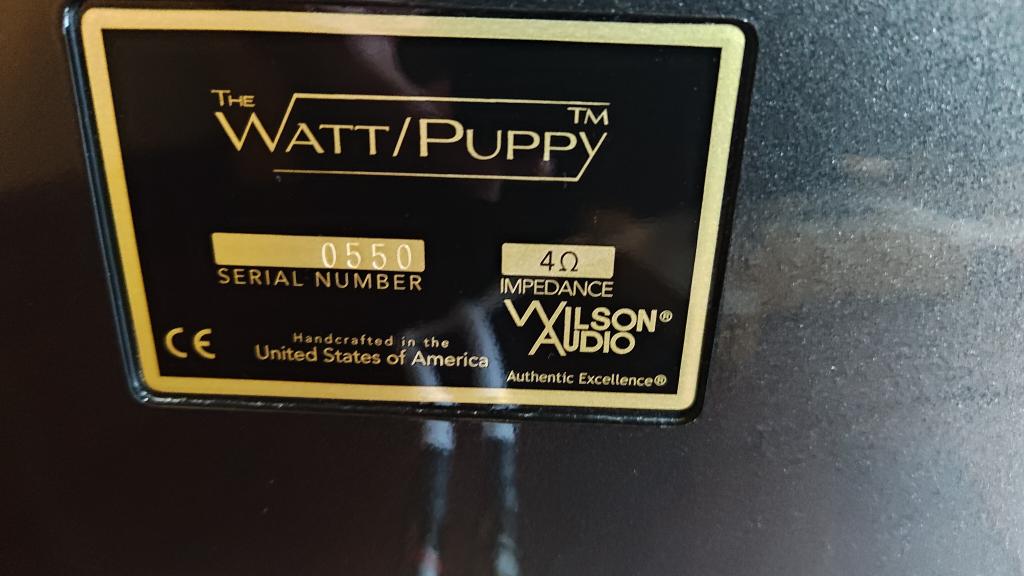 THE
WATT/PUPPY™
0550
SERIAL NUMBER
4Ω
IMPEDANCE
WILSON®
AUDIO
Authentic Excellence®
CE
Handcrafted in the
United States of America